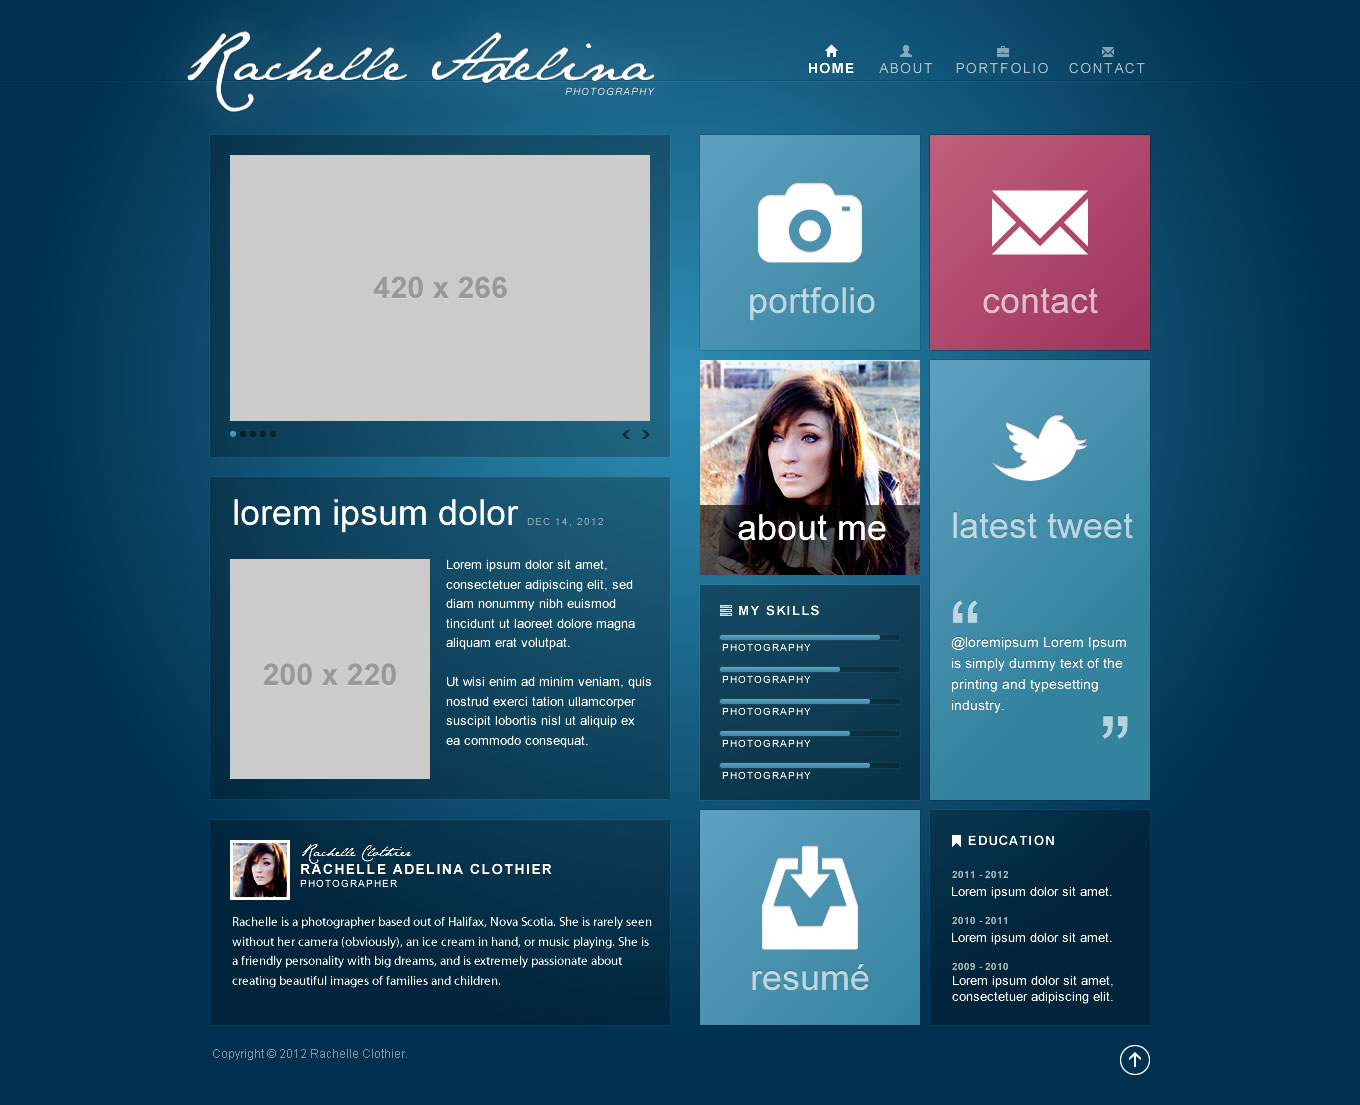 Rachelle Adelina
PHOTOGRAPHY
HOME
ABOUT
PORTFOLIO
CONTACT
420 x 266
portfolio
contact
about me
latest tweet
“
@loremipsum Lorem Ipsum
is simply dummy text of the
printing and typesetting
industry.
”
lorem ipsum dolor DEC 14, 2012
200 x 220
Lorem ipsum dolor sit amet,
consectetuer adipiscing elit, sed
diam nonummy nibh euismod
tincidunt ut laoreet dolore magna
aliquam erat volutpat.
Ut wisi enim ad minim veniam, quis
nostrud exerci tation ullamcorper
suscipit lobortis nisl ut aliquip ex
ea commodo consequat.
MY SKILLS
PHOTOGRAPHY
PHOTOGRAPHY
PHOTOGRAPHY
PHOTOGRAPHY
PHOTOGRAPHY
Rachelle Clothier
RACHELLE ADELINA CLOTHIER
PHOTOGRAPHER
Rachelle is a photographer based out of Halifax, Nova Scotia. She is rarely seen
without her camera (obviously), an ice cream in hand, or music playing. She is
a friendly personality with big dreams, and is extremely passionate about
creating beautiful images of families and children.
resumé
EDUCATION
2011 - 2012
Lorem ipsum dolor sit amet.
2010 - 2011
Lorem ipsum dolor sit amet.
2009 - 2010
Lorem ipsum dolor sit amet,
consectetuer adipiscing elit.
Copyright © 2012 Rachelle Clothier.